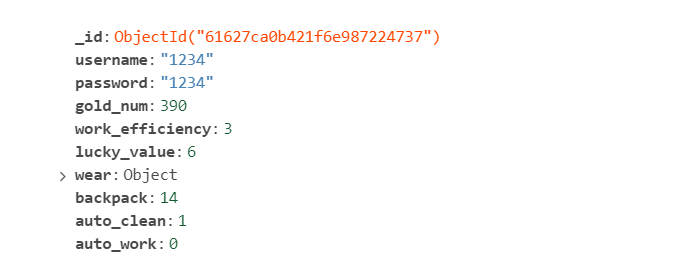 _id: ObjectId("61627ca0b421f6e987224737")
username: "1234"
password: "1234"
gold_num: 390
work_efficiency: 3
lucky_value: 6
> wear: Object
backpack: 14
auto_clean: 1
auto_work: 0